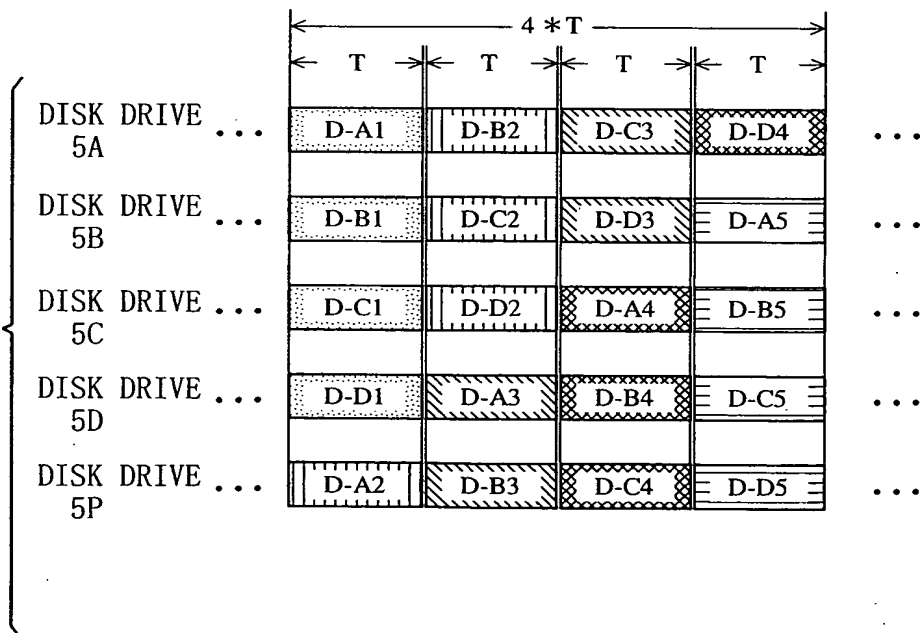 4 * T
T T T T
DISK DRIVE 5A ... D-A1 D-B2 D-C3 D-D4 ...
DISK DRIVE 5B ... D-B1 D-C2 D-D3 D-A5 ...
DISK DRIVE 5C ... D-C1 D-D2 D-A4 D-B5 ...
DISK DRIVE 5D ... D-D1 D-A3 D-B4 D-C5 ...
DISK DRIVE 5P ... D-A2 D-B3 D-C4 D-D5 ...